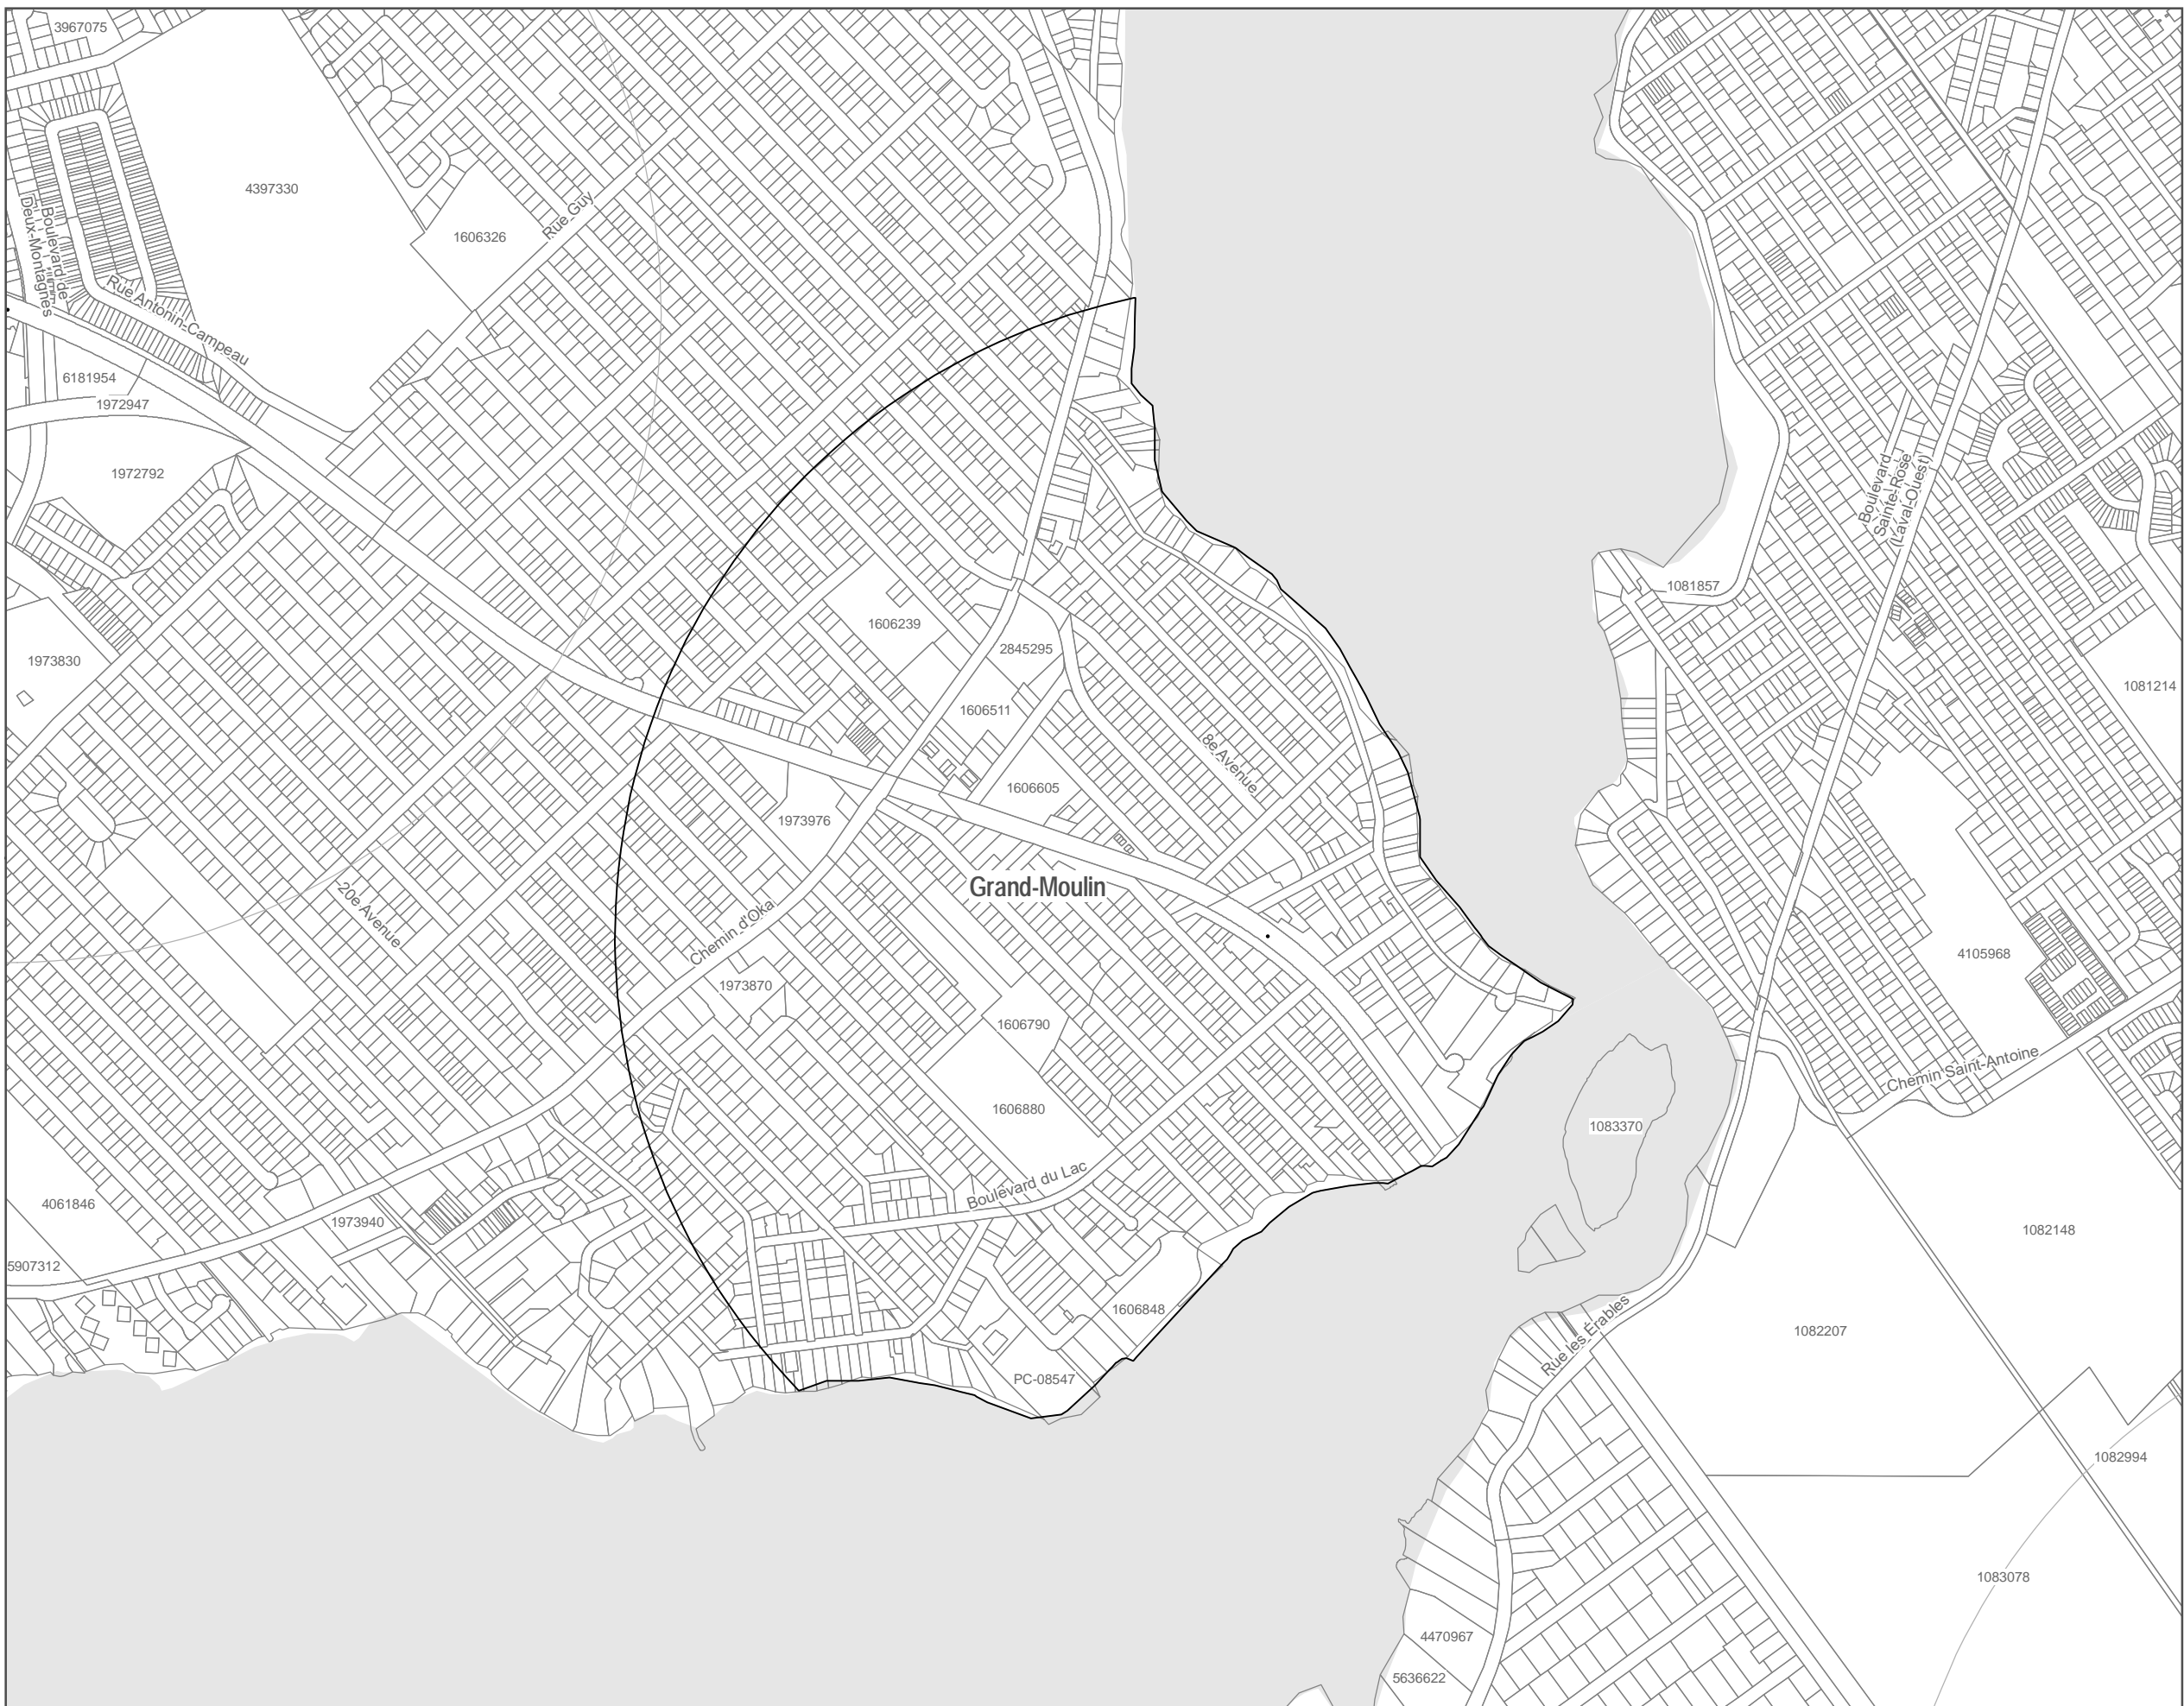 3967075
4397330
1606326
Rue Guy
Boulevard de
Deux-Montagnes
Rue Antonin-Campeau
6181954
1972947
1972792
Boulevard
Sainte-Rose
(Laval-Ouest)
1081857
1606239
2845295
1973830
1081214
1606511
8e Avenue
1606605
1973976
Grand-Moulin
20e Avenue
Chemin d'Oka
4105968
1973870
1606790
Chemin Saint-Antoine
1606880
1083370
Boulevard du Lac
4061846
1973940
1082148
5907312
1606848
Rue les Érables
1082207
PC-08547
1082994
1083078
4470967
5636622